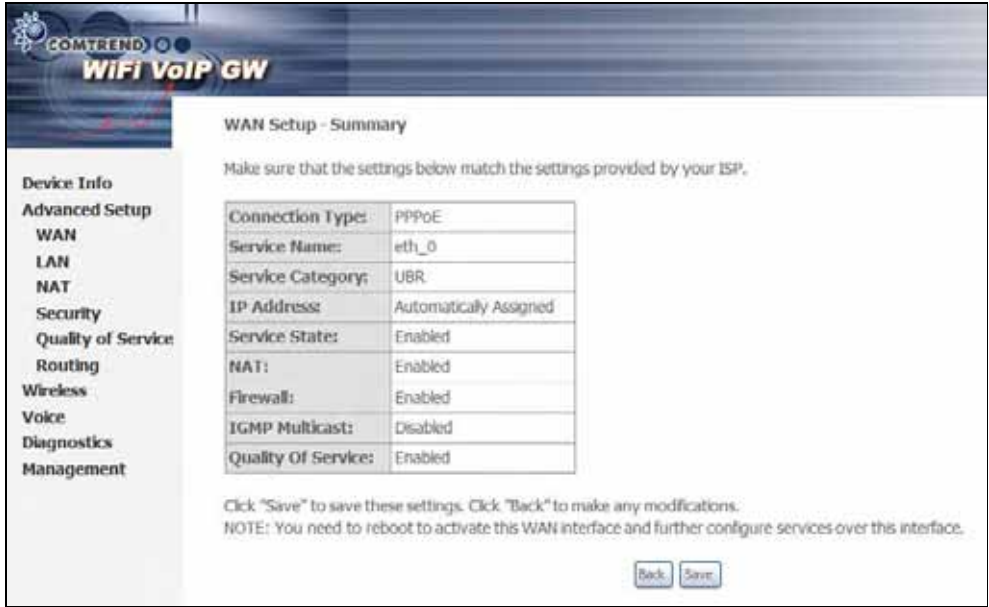 COMTREND
WiFi VoIP GW
Device Info
Advanced Setup
WAN
LAN
NAT
Security
Quality of Service
Routing
Wireless
Voice
Diagnostics
Management
WAN Setup - Summary
Make sure that the settings below match the settings provided by your ISP.
Connection Type: PPPoE
Service Name: eth_0
Service Category: UBR
IP Address: Automatically Assigned
Service State: Enabled
NAT: Enabled
Firewall: Enabled
IGMP Multicast: Disabled
Quality Of Service: Enabled
Click "Save" to save these settings. Click "Back" to make any modifications.
NOTE: You need to reboot to activate this WAN interface and further configure services over this interface.
Back Save